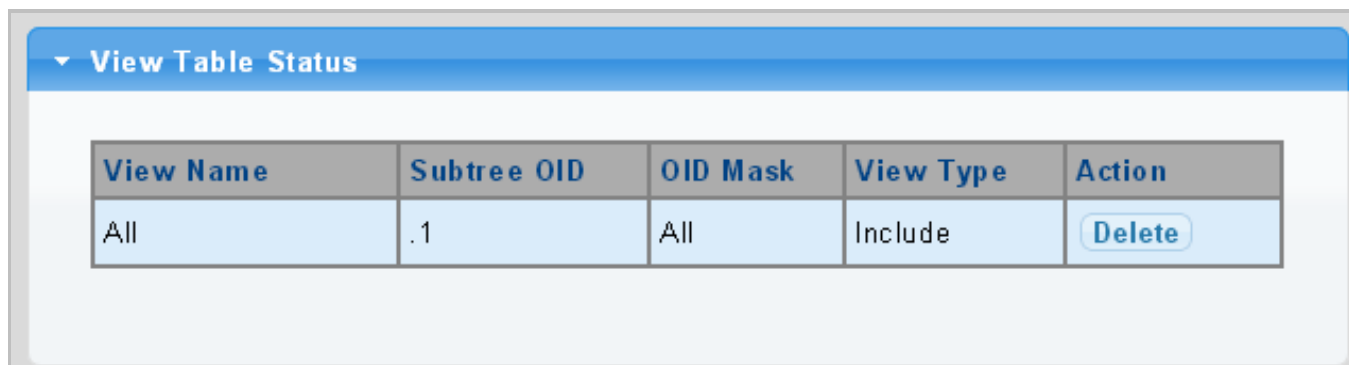 View Table Status
View Name Subtree OID OID Mask View Type Action
All .1 All Include Delete